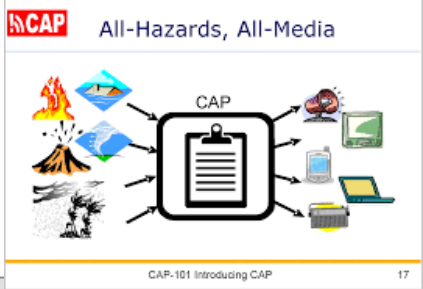 CAP
All-Hazards, All-Media
CAP
CAP-101 Introducing CAP
17